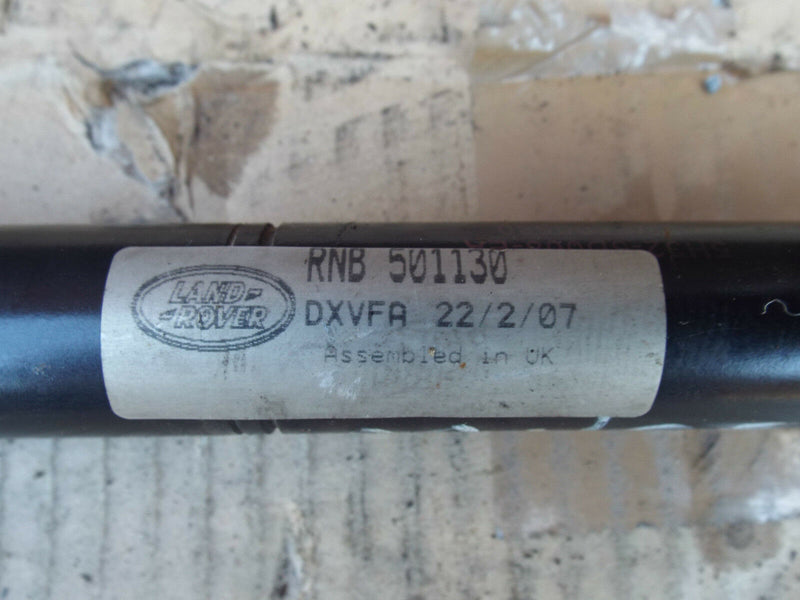 LAND-
-ROVER
RNB 501130
DXVFA 22/2/07
Assembled in UK